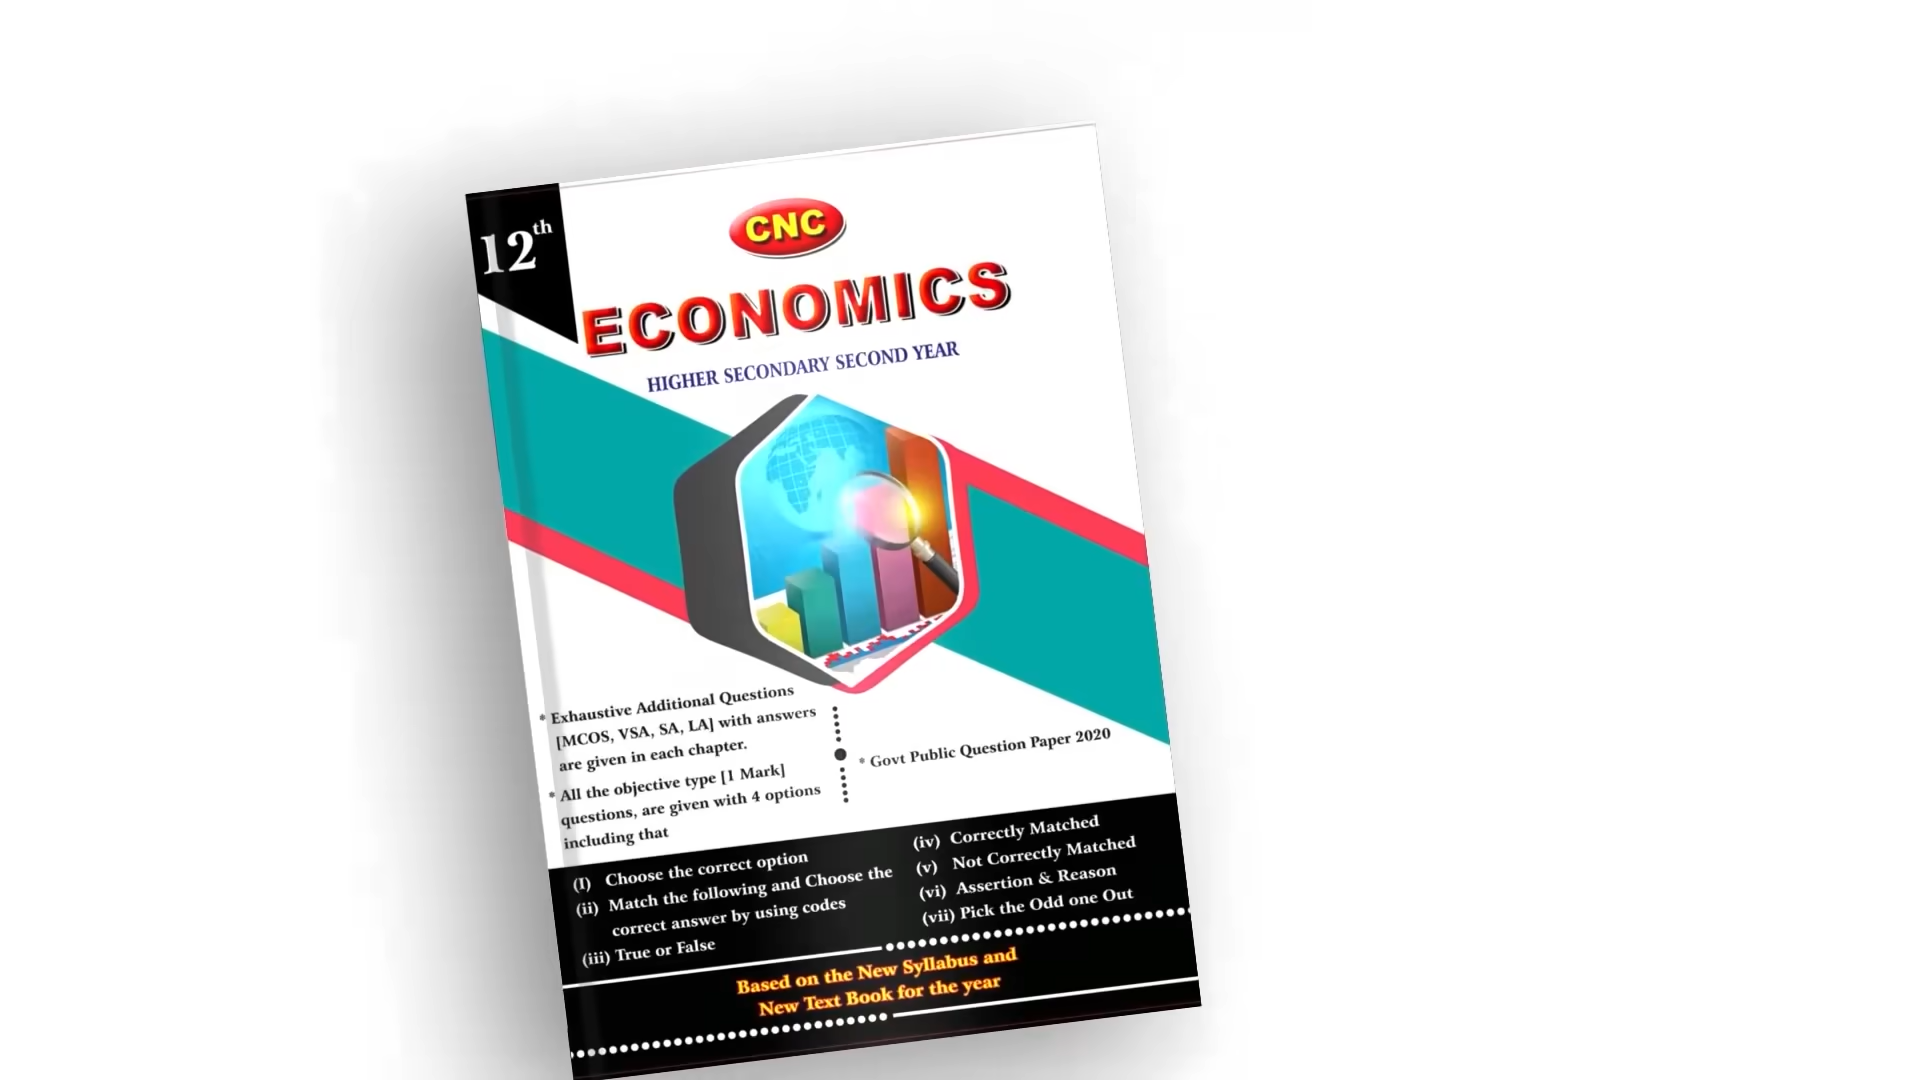 12th
CNC
ECONOMICS
HIGHER SECONDARY SECOND YEAR
* Exhaustive Additional Questions
[MCOS, VSA, SA, LA] with answers
are given in each chapter.
* All the objective type [1 Mark]
questions, are given with 4 options
including that
* Govt Public Question Paper 2020
(I) Choose the correct option
(ii) Match the following and Choose the
correct answer by using codes
(iii) True or False
(iv) Correctly Matched
(v) Not Correctly Matched
(vi) Assertion & Reason
(vii) Pick the Odd one Out
Based on the New Syllabus and
New Text Book for the year